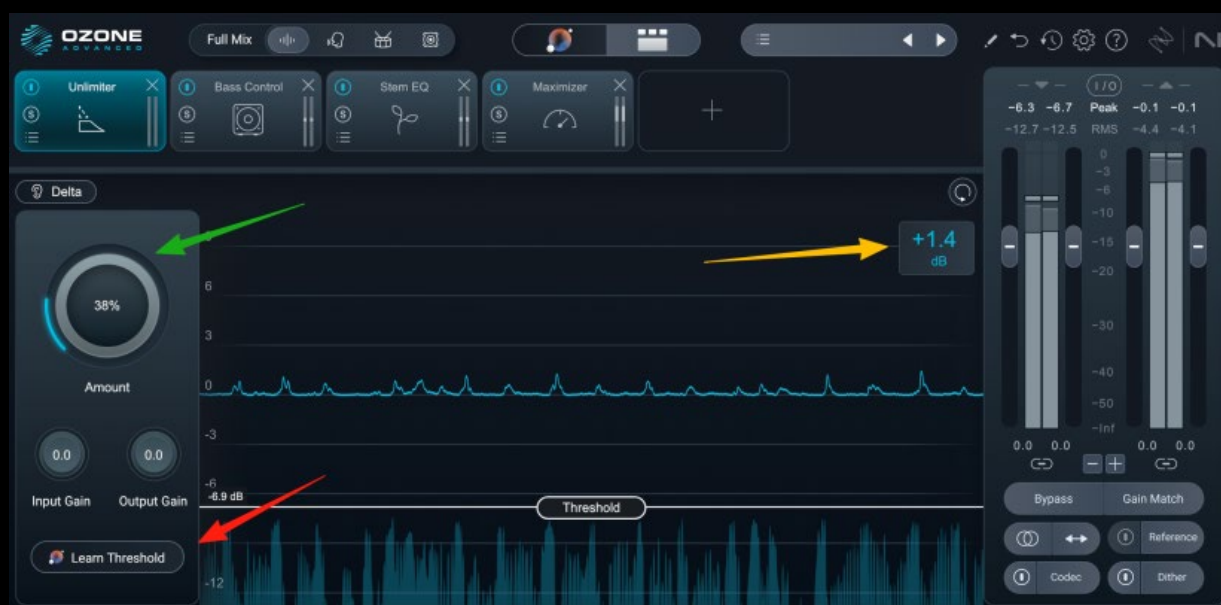 OZONE
ADVANCED
Full Mix
I/O
-6.3 -6.7 Peak -0.1 -0.1
-12.7 -12.5 RMS -4.4 -4.1
Unlimiter
Bass Control
Stem EQ
Maximizer
S
S
S
S
Delta
38%
Amount
0.0
0.0
Input Gain
Output Gain
Learn Threshold
+1.4
dB
6
3
0
-3
-6
-6.9 dB
Threshold
-12
0
-3
-6
-10
-15
-20
-30
-40
-50
-Inf
0.0 0.0
0.0 0.0
Bypass
Gain Match
Reference
Codec
Dither